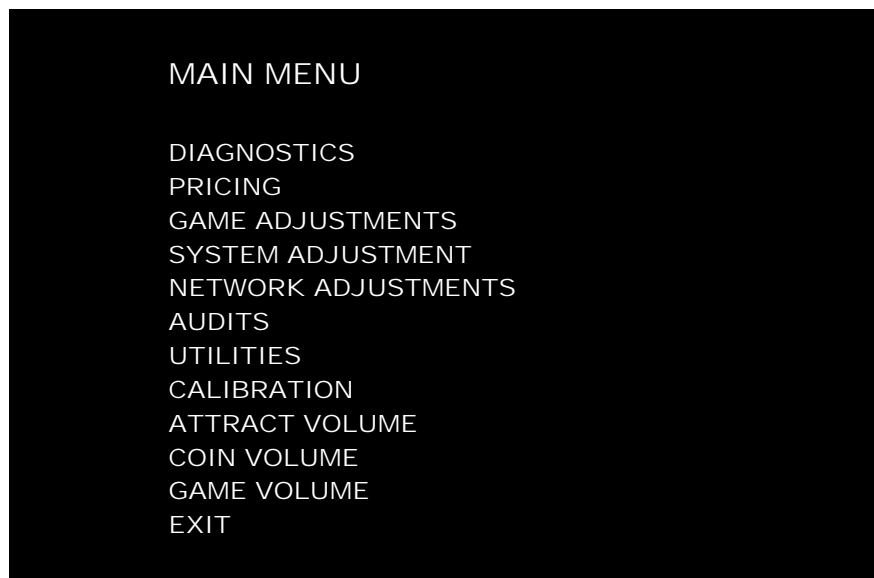 MAIN MENU
DIAGNOSTICS
PRICING
GAME ADJUSTMENTS
SYSTEM ADJUSTMENT
NETWORK ADJUSTMENTS
AUDITS
UTILITIES
CALIBRATION
ATTRACT VOLUME
COIN VOLUME
GAME VOLUME
EXIT